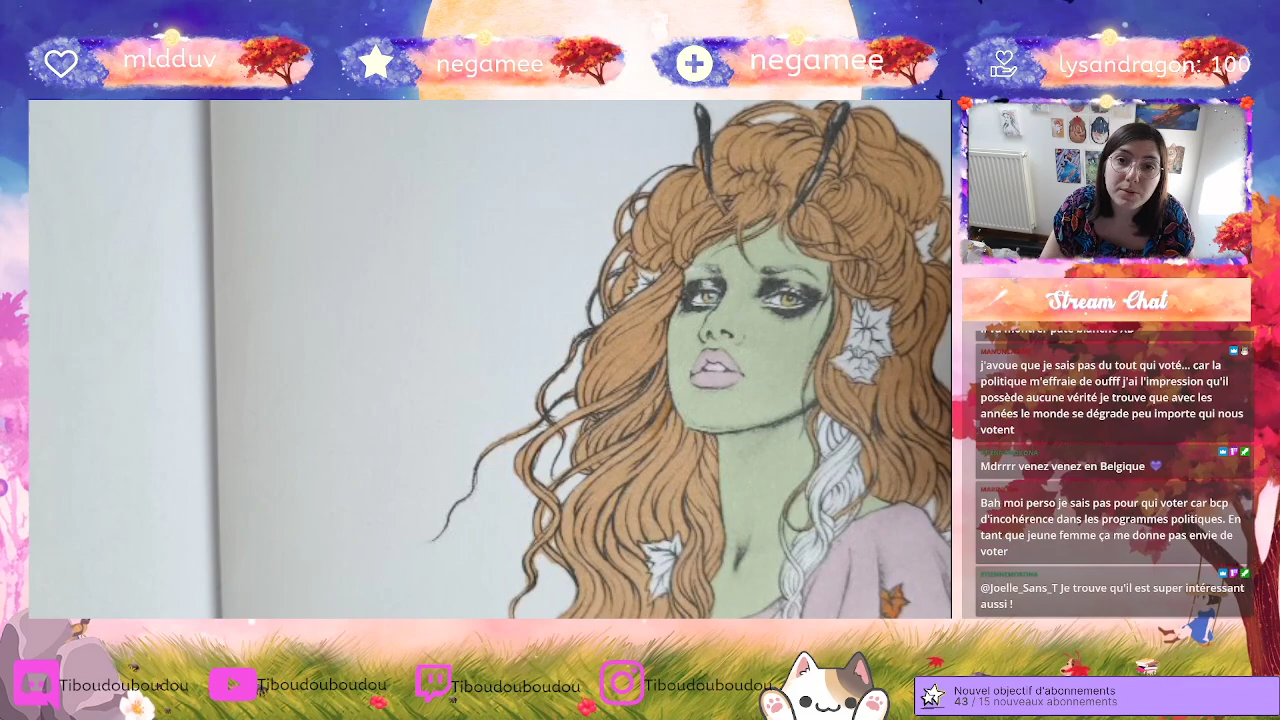 mldduv
negamee
negamee
lysandragon: 100
Stream Chat
j'avoue que je sais pas du tout qui voté... car la
politique m'effraie de oufff j'ai l'impression qu'il
possède aucune vérité je trouve que avec les
années le monde se dégrade peu importe qui nous
votent
Mdrrrr venez venez en Belgique 💜
Bah moi perso je sais pas pour qui voter car bcp
d'incohérence dans les programmes politiques. En
tant que jeune femme ça me donne pas envie de
voter
@Joelle_Sans_T Je trouve qu'il est super intéressant
aussi !
Tiboudouboudou
Tiboudouboudou
Tiboudouboudou
Tiboudouboudou
Nouvel objectif d'abonnements
43 / 15 nouveaux abonnements